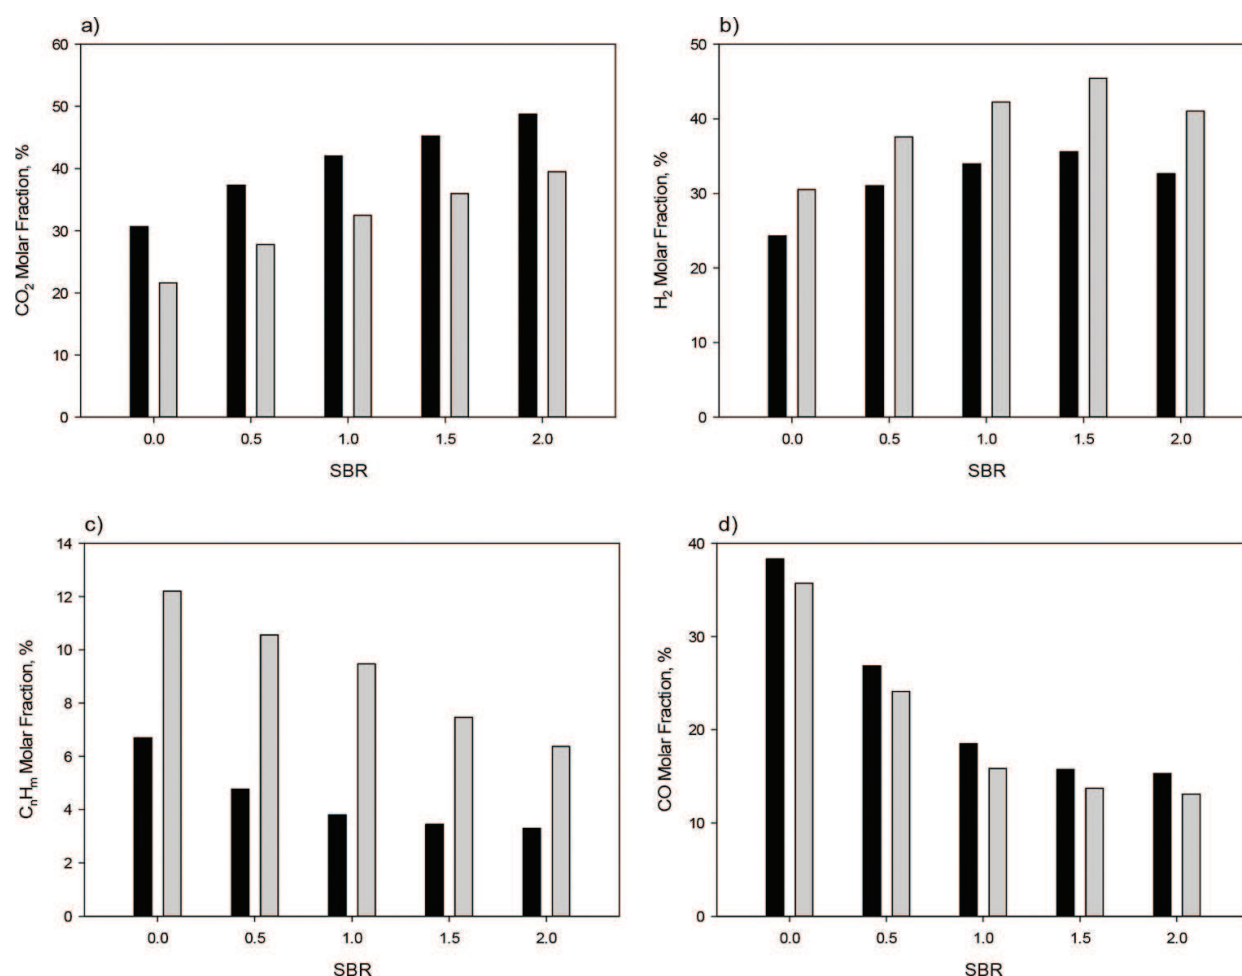 a)
CO2 Molar Fraction, %
60
50
40
30
20
10
0
0.0 0.5 1.0 1.5 2.0
SBR
b)
H2 Molar Fraction, %
50
40
30
20
10
0
0.0 0.5 1.0 1.5 2.0
SBR
c)
CnHm Molar Fraction, %
14
12
10
8
6
4
2
0
0.0 0.5 1.0 1.5 2.0
SBR
d)
CO Molar Fraction, %
40
30
20
10
0
0.0 0.5 1.0 1.5 2.0
SBR